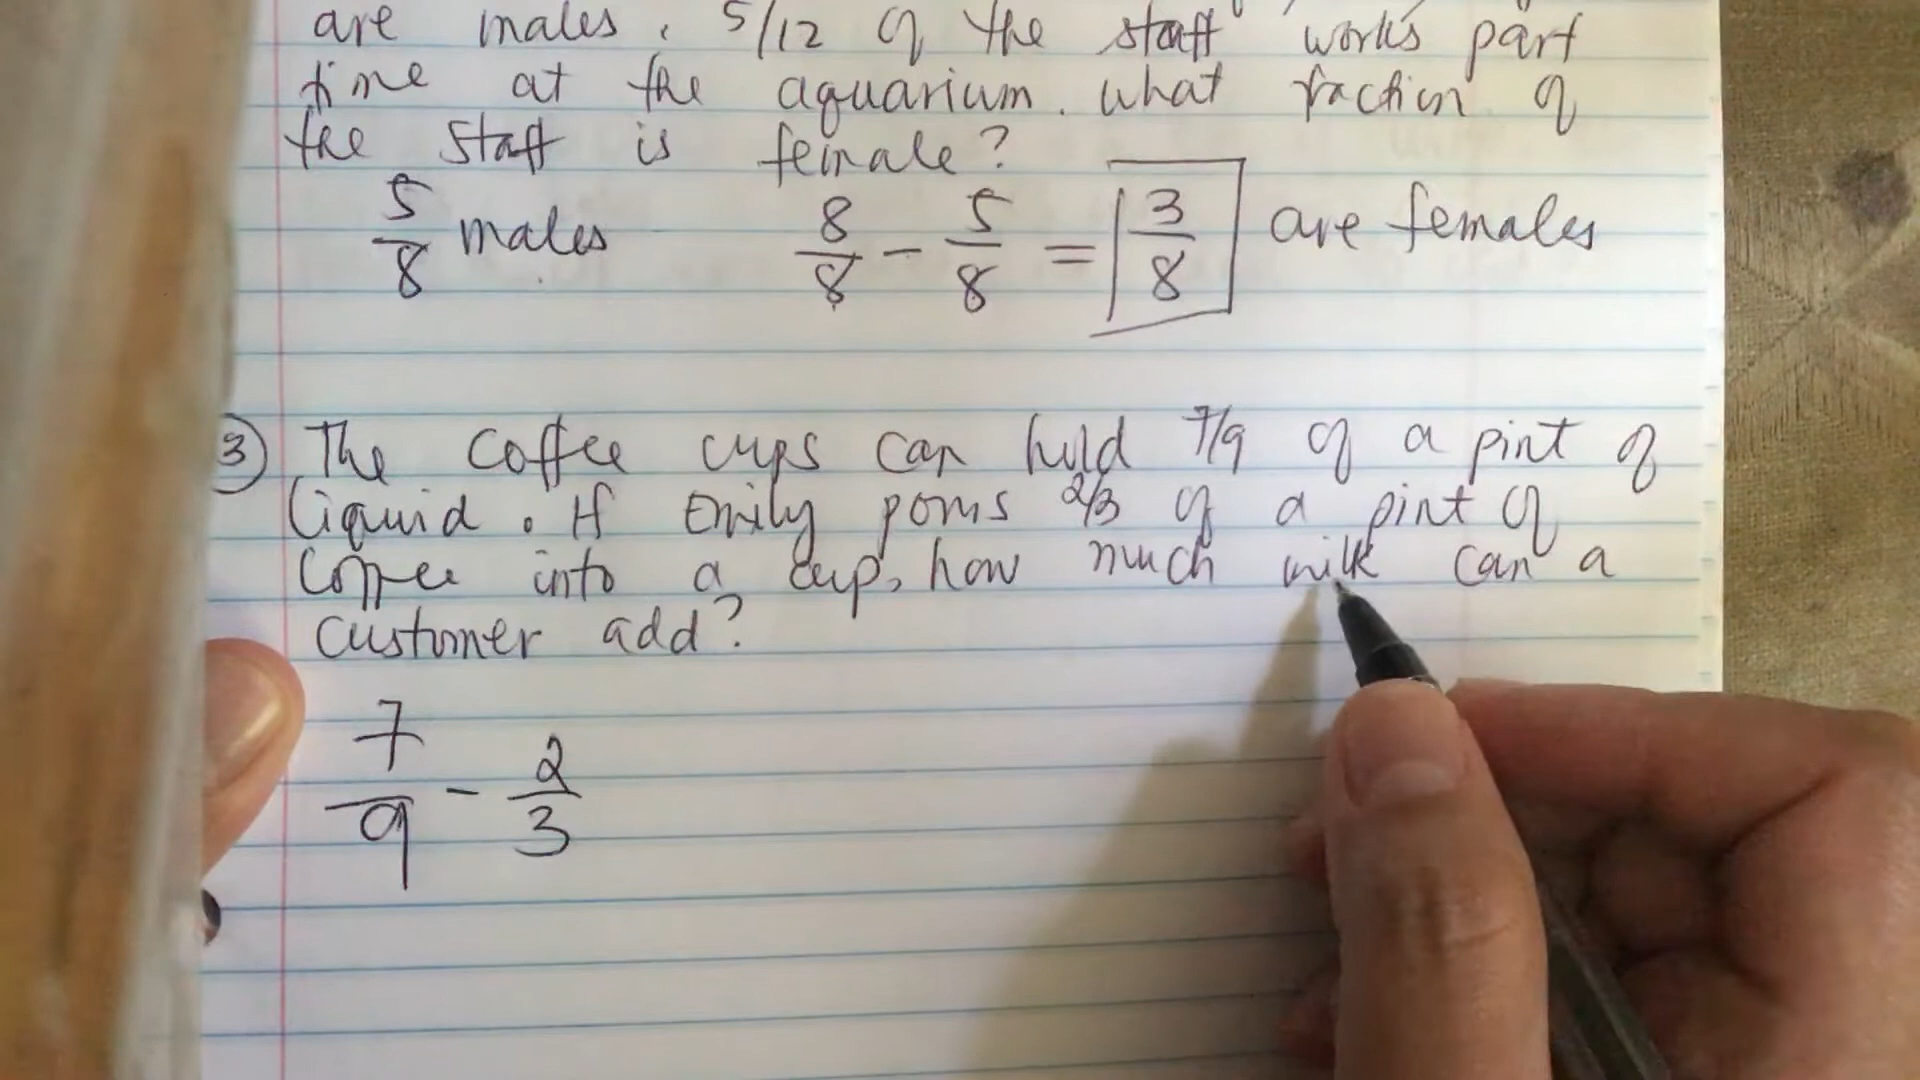 are males. 5/12 of the staff works part
time at the aquarium. what fraction of
the staff is female?
5/8 males 8/8 - 5/8 = 3/8 are females
3 The coffee cups can hold 7/9 of a pint of
liquid. If Emily pours 2/3 of a pint of
Coffee into a cup, how much milk can a
customer add?
7/9 - 2/3